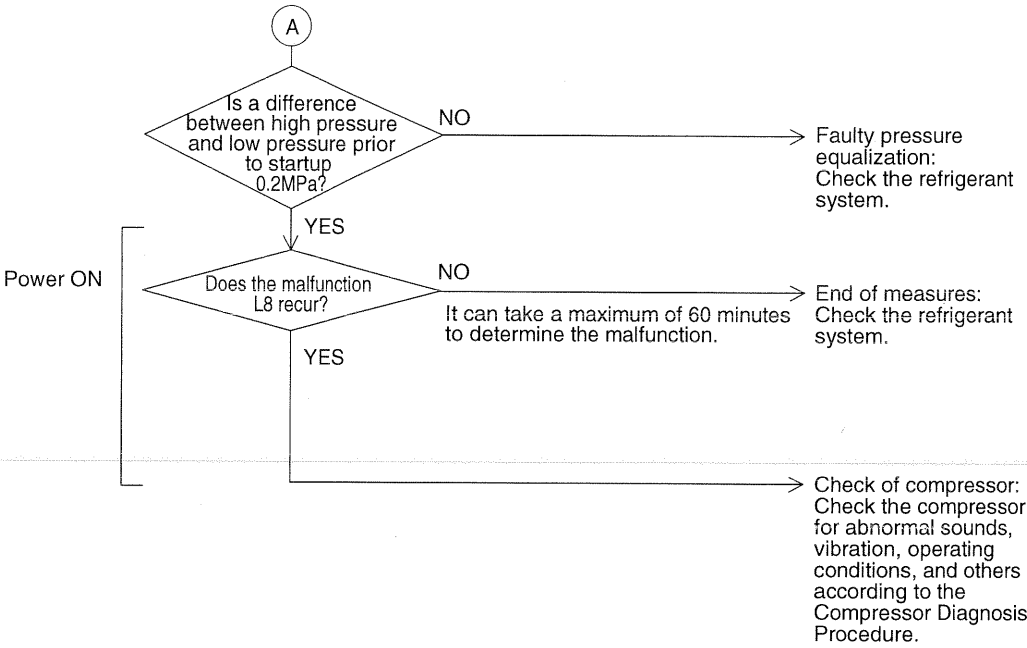 A
Is a difference
between high pressure
and low pressure prior
to startup
0.2MPa?
NO
Faulty pressure
equalization:
Check the refrigerant
system.
YES
Power ON
Does the malfunction
L8 recur?
NO
It can take a maximum of 60 minutes
to determine the malfunction.
End of measures:
Check the refrigerant
system.
YES
Check of compressor:
Check the compressor
for abnormal sounds,
vibration, operating
conditions, and others
according to the
Compressor Diagnosis
Procedure.